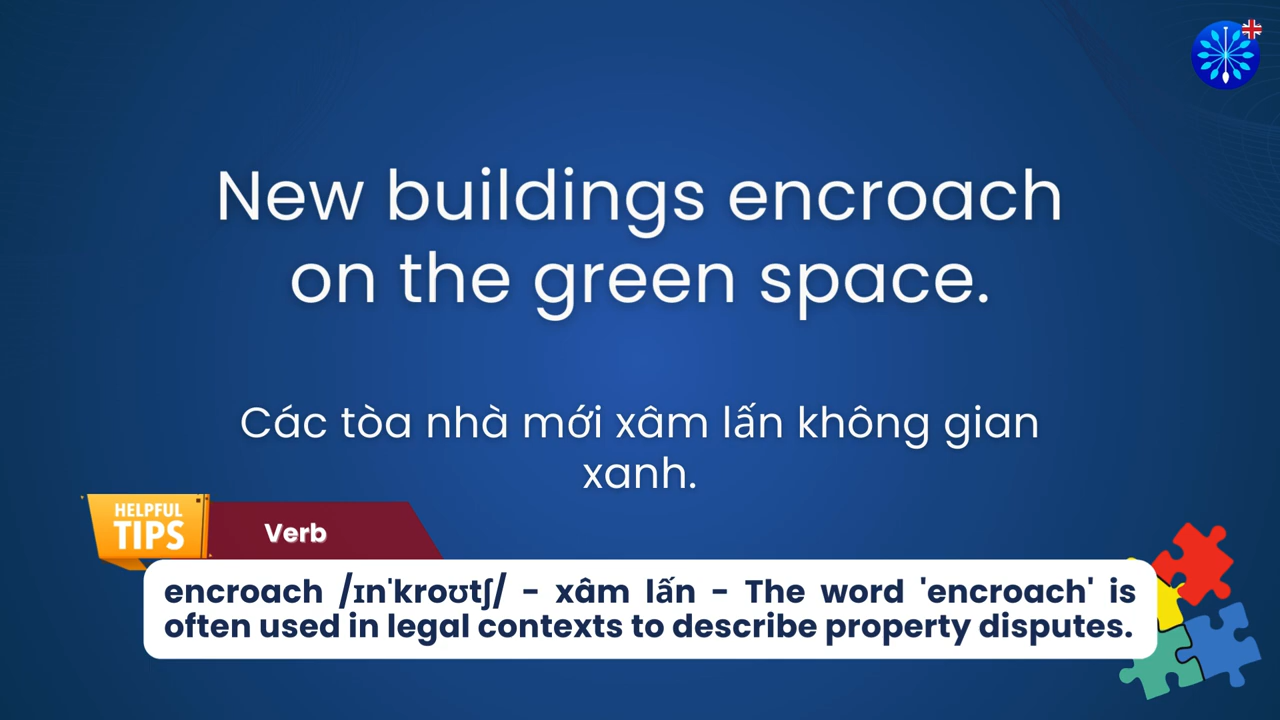 New buildings encroach
on the green space.
Các tòa nhà mới xâm lấn không gian
xanh.
HELPFUL
TIPS
Verb
encroach /ɪnˈkroʊtʃ/ - xâm lấn - The word 'encroach' is
often used in legal contexts to describe property disputes.